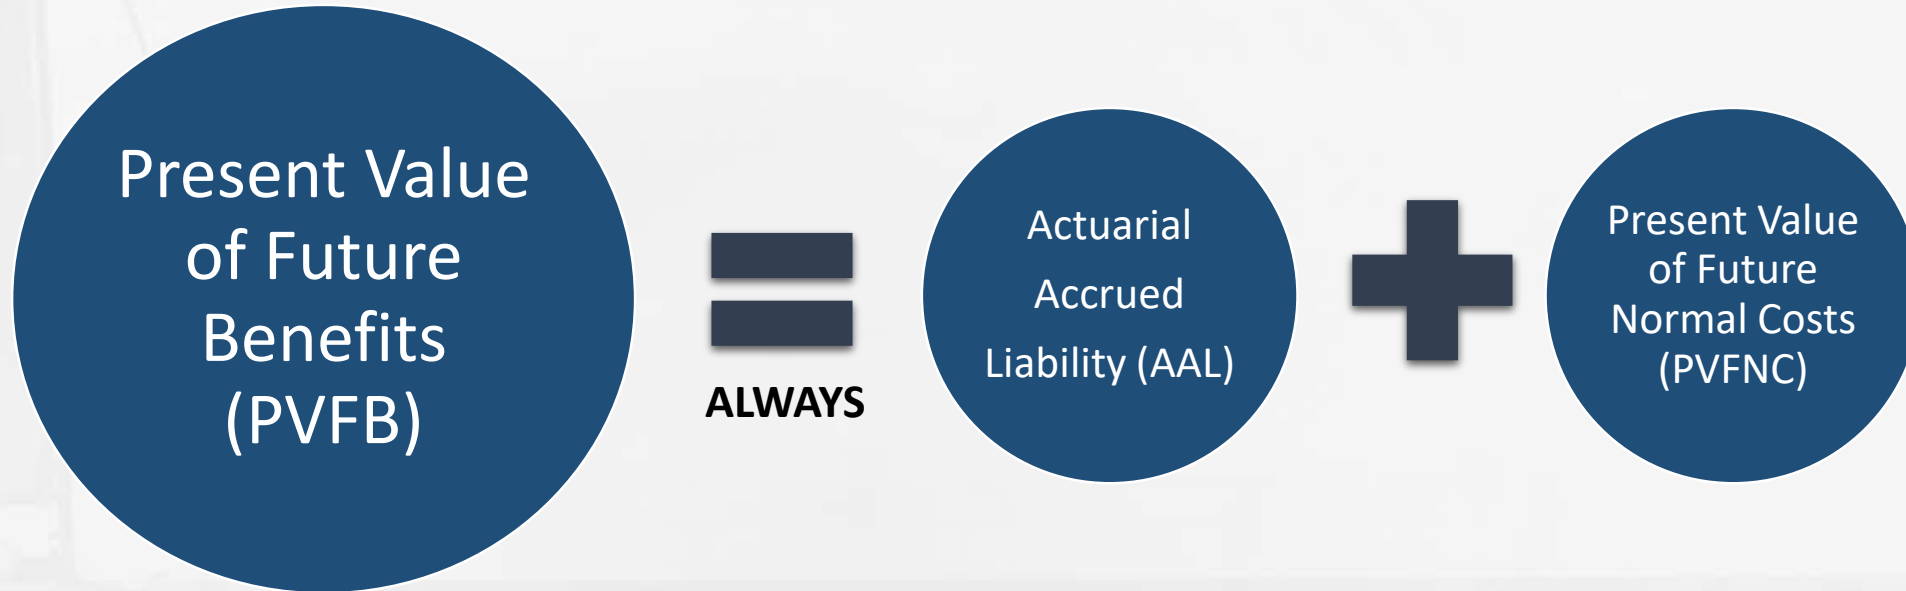 Present Value
of Future
Benefits
(PVFB)
ALWAYS
Actuarial
Accrued
Liability (AAL)
Present Value
of Future
Normal Costs
(PVFNC)